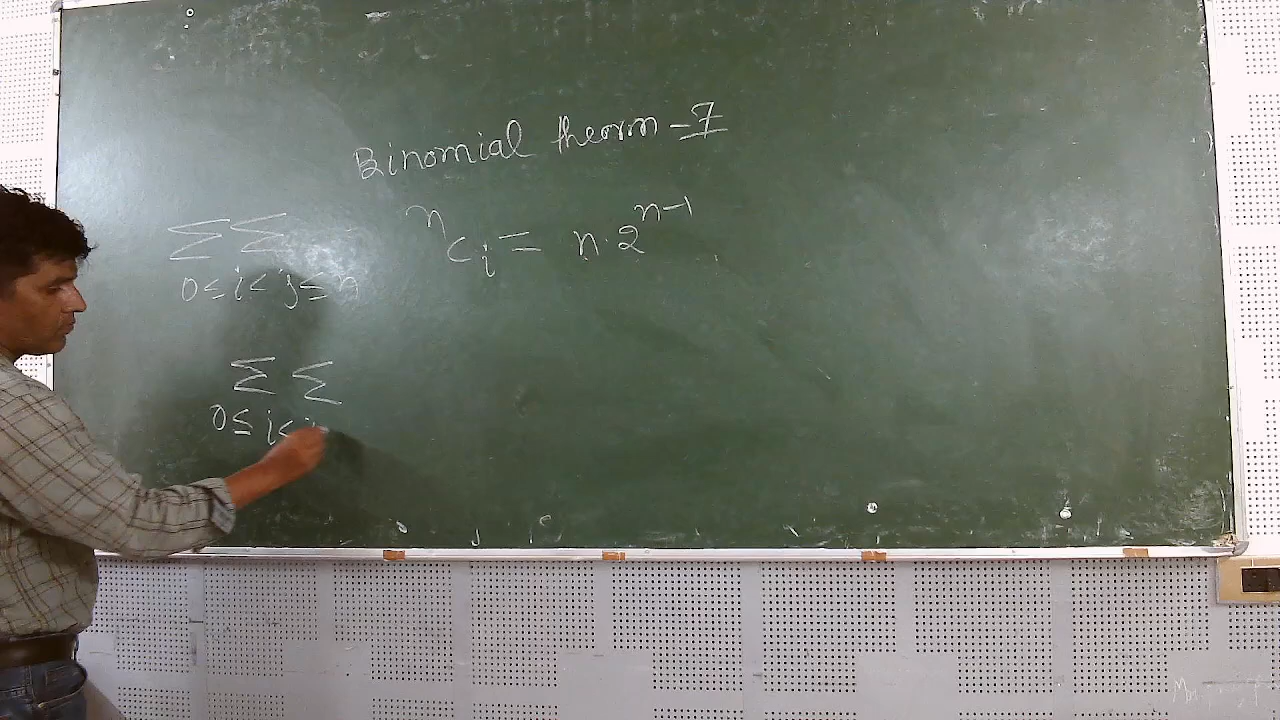 Binomial theorm - 7
ΣΣ ⁿCᵢ = n·2ⁿ⁻¹
0≤i<j≤n
ΣΣ
0≤i<j